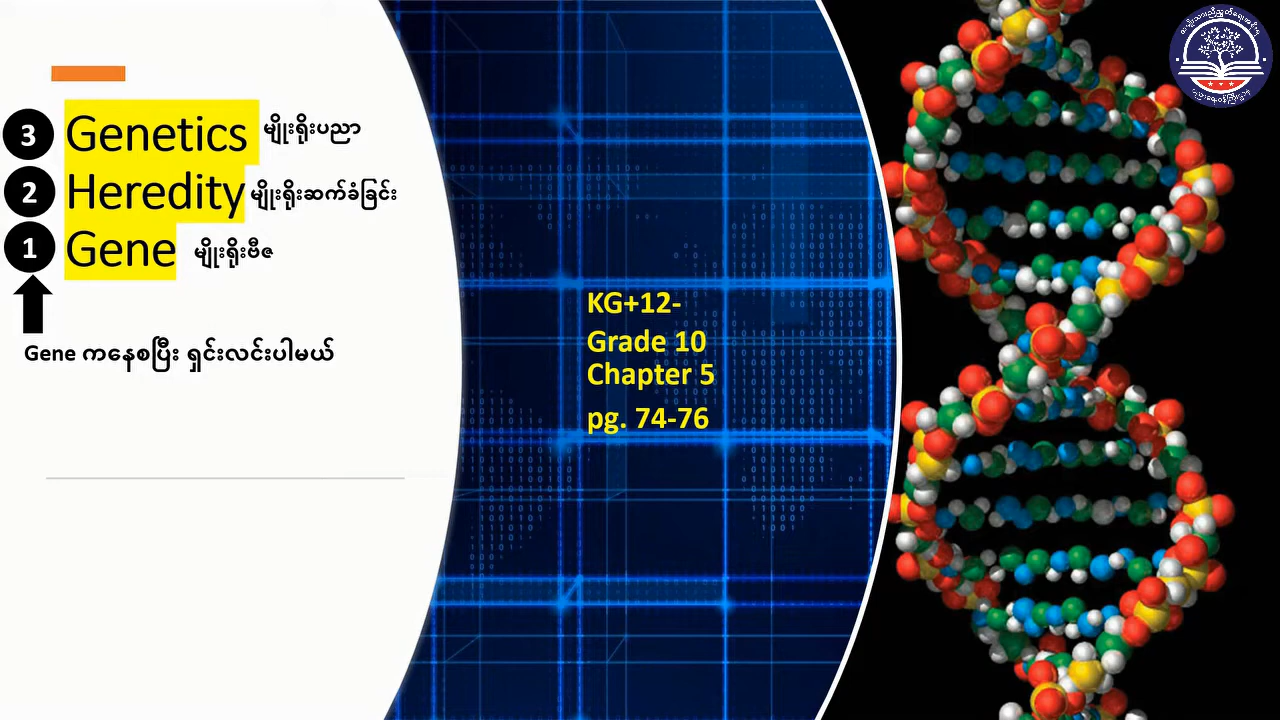 3 Genetics မျိုးရိုးပညာ
2 Heredity မျိုးရိုးဆက်ခံခြင်း
1 Gene မျိုးရိုးဗီဇ
Gene ကနေစပြီး ရှင်းလင်းပါမယ်
KG+12-
Grade 10
Chapter 5
pg. 74-76